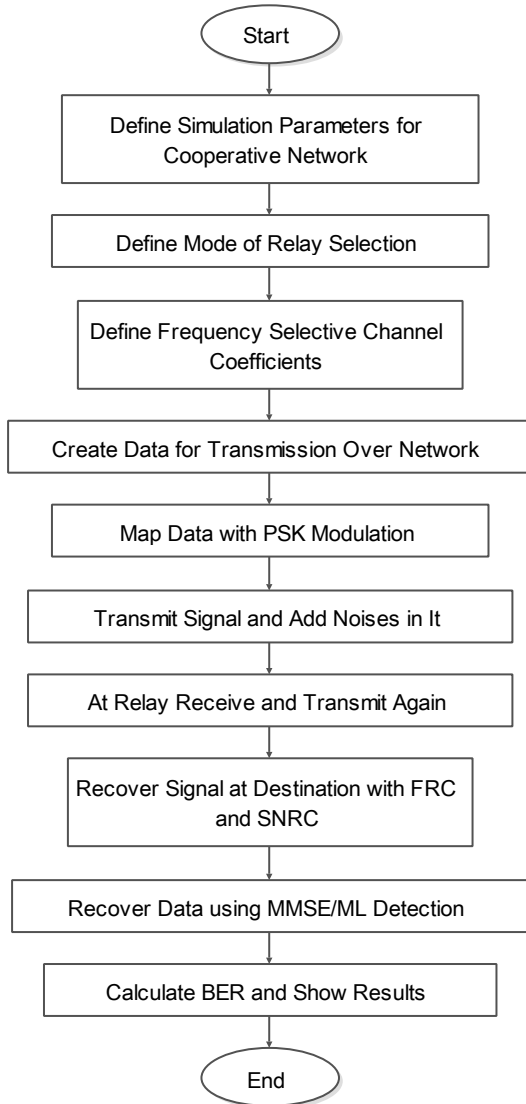 Start
Define Simulation Parameters for
Cooperative Network
Define Mode of Relay Selection
Define Frequency Selective Channel
Coefficients
Create Data for Transmission Over Network
Map Data with PSK Modulation
Transmit Signal and Add Noises in It
At Relay Receive and Transmit Again
Recover Signal at Destination with FRC
and SNRC
Recover Data using MMSE/ML Detection
Calculate BER and Show Results
End